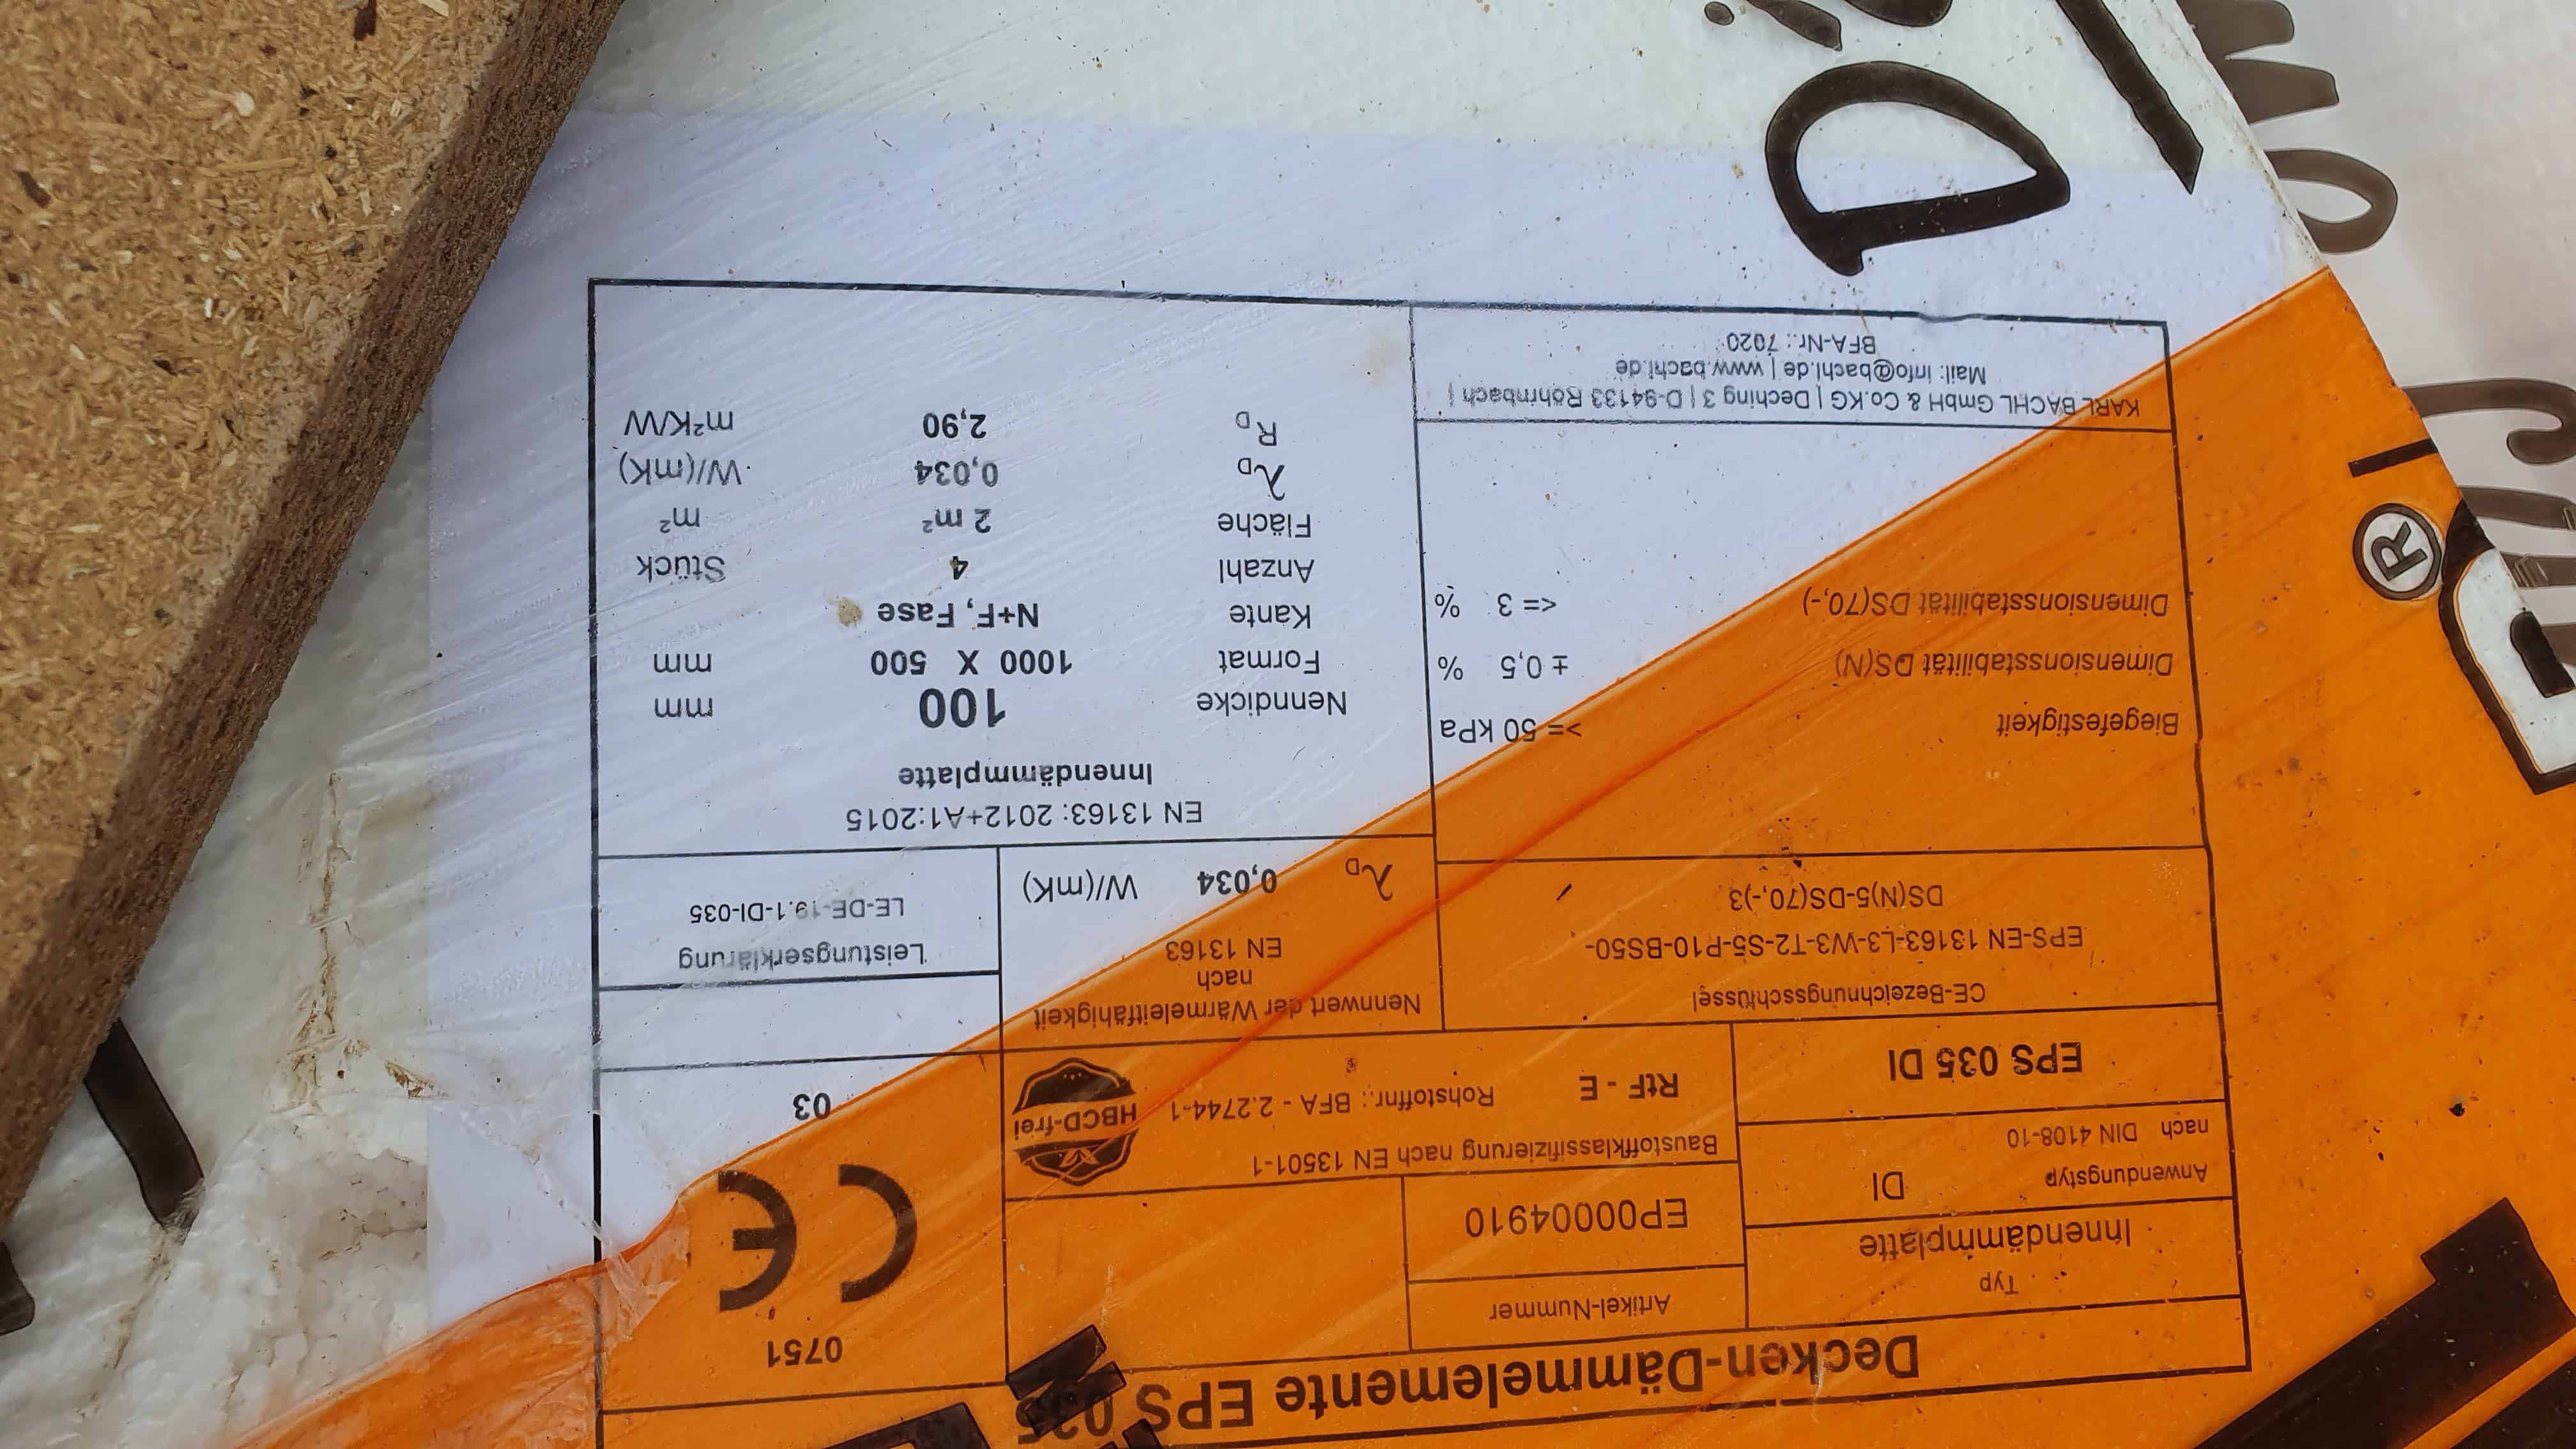 Decken-Dämmelemente EPS 035
Typ
Innendämmplatte
Artikel-Nummer
EP00004910
0751
CE
03
Anwendungstyp DI
nach DIN 4108-10
EPS 035 DI
Baustoffklassifizierung nach EN 13501-1
RtF - E Rohstoffnr.: BFA - 2.2744-1
HBCD-frei
CE-Bezeichnungsschlüssel
EPS-EN 13163-L3-W3-T2-S5-P10-BS50-
DS(N)5-DS(70,-)3
Nennwert der Wärmeleitfähigkeit
nach
EN 13163
λD 0,034 W/(mK)
Leistungserklärung
LE-DE-19.1-DI-035
Biegefestigkeit >= 50 kPa
Dimensionsstabilität DS(N) ± 0,5 %
Dimensionsstabilität DS(70,-) <= 3 %
EN 13163: 2012+A1:2015
Innendämmplatte
Nenndicke 100 mm
Format 1000 X 500 mm
Kante N+F, Fase
Anzahl 4 Stück
Fläche 2 m² m²
λD 0,034 W/(mK)
RD 2,90 m²K/W
KARL BACHL GmbH & Co.KG | Deching 3 | D-94133 Röhrnbach |
Mail: info@bachl.de | www.bachl.de
BFA-Nr.: 7020
®